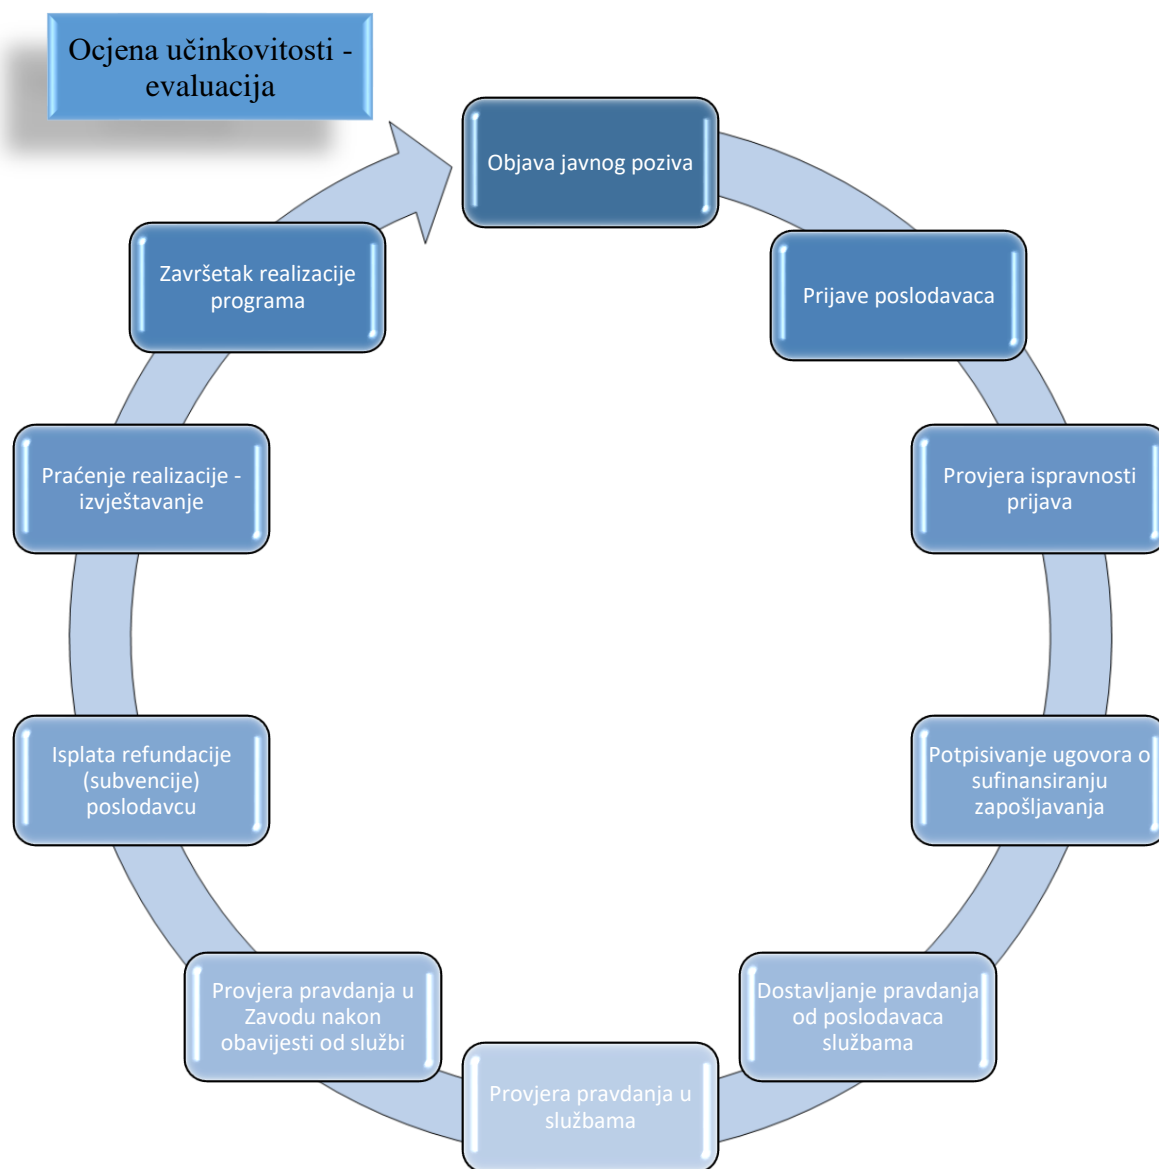 Ocjena učinkovitosti -
evaluacija
Objava javnog poziva
Prijave poslodavaca
Provjera ispravnosti
prijava
Potpisivanje ugovora o
sufinansiranju
zapošljavanja
Dostavljanje pravdanja
od poslodavaca
službama
Provjera pravdanja u
službama
Provjera pravdanja u
Zavodu nakon
obavijesti od službi
Isplata refundacije
(subvencije)
poslodavcu
Praćenje realizacije -
izvještavanje
Završetak realizacije
programa